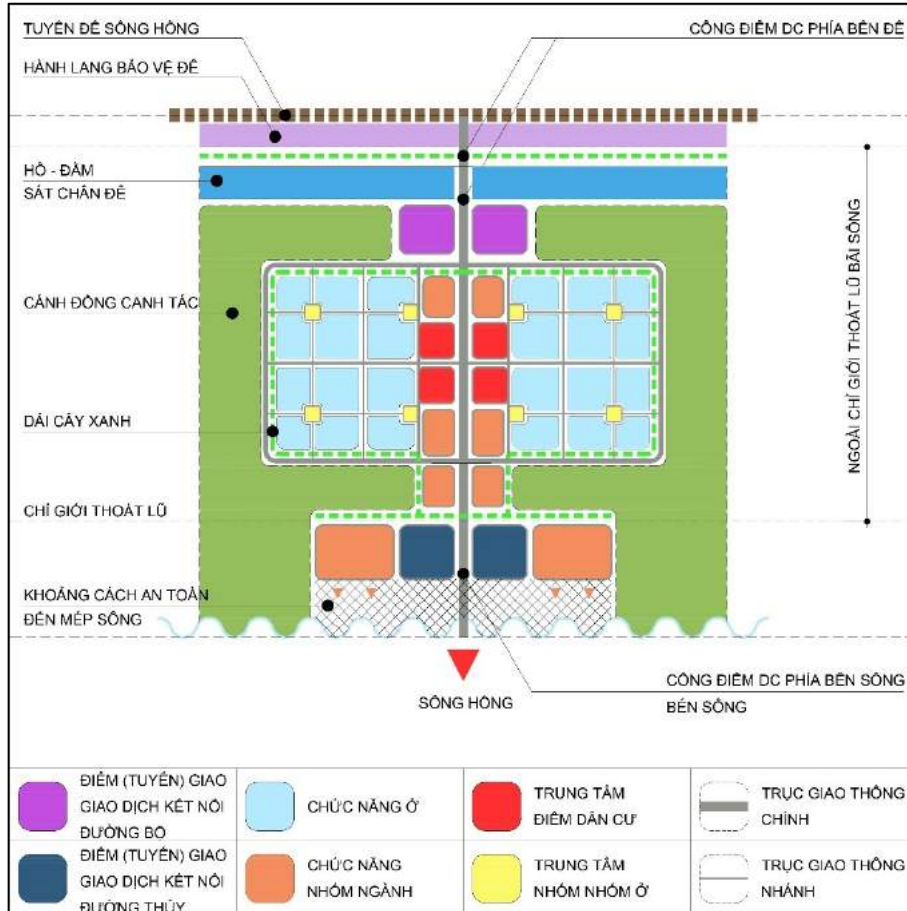 TUYẾN ĐÊ SÔNG HỒNG
CÔNG ĐIỂM DC PHÍA BÊN ĐÊ
HÀNH LANG BẢO VỆ ĐÊ
HỒ - ĐẦM
SÁT CHÂN ĐÊ
CÁNH ĐỒNG CANH TÁC
DẢI CÂY XANH
CHỈ GIỚI THOÁT LŨ
KHOẢNG CÁCH AN TOÀN
ĐẾN MÉP SÔNG
NGOÀI CHỈ GIỚI THOÁT LŨ BÃI SÔNG
SÔNG HỒNG
CÔNG ĐIỂM DC PHÍA BÊN SÔNG
BÉN SÔNG
ĐIỂM (TUYẾN) GIAO
GIAO DỊCH KẾT NỐI
ĐƯỜNG BỘ
CHỨC NĂNG Ở
TRUNG TÂM
ĐIỂM DÂN CƯ
TRỤC GIAO THÔNG
CHÍNH
ĐIỂM (TUYẾN) GIAO
GIAO DỊCH KẾT NỐI
ĐƯỜNG THỦY
CHỨC NĂNG
NHÓM NGÀNH
TRUNG TÂM
NHÓM NHÓM Ở
TRỤC GIAO THÔNG
NHÁNH